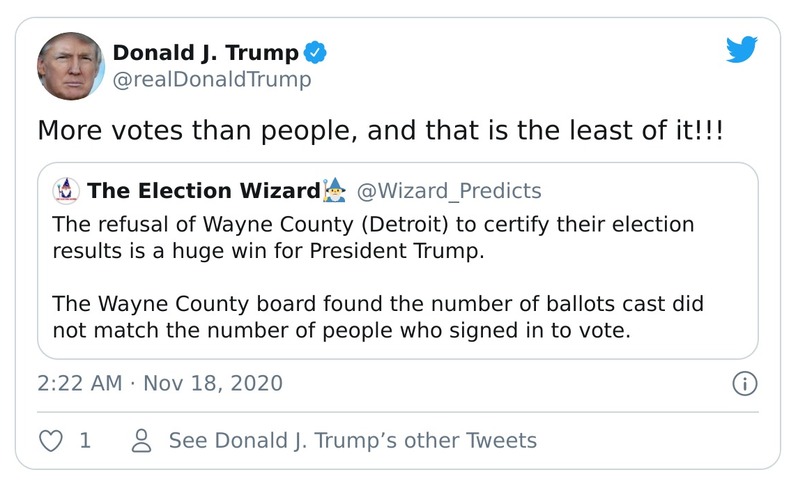 Donald J. Trump
@realDonaldTrump
More votes than people, and that is the least of it!!!
The Election Wizard🧙‍♂️ @Wizard_Predicts
The refusal of Wayne County (Detroit) to certify their election
results is a huge win for President Trump.
The Wayne County board found the number of ballots cast did
not match the number of people who signed in to vote.
2:22 AM · Nov 18, 2020
1 See Donald J. Trump’s other Tweets